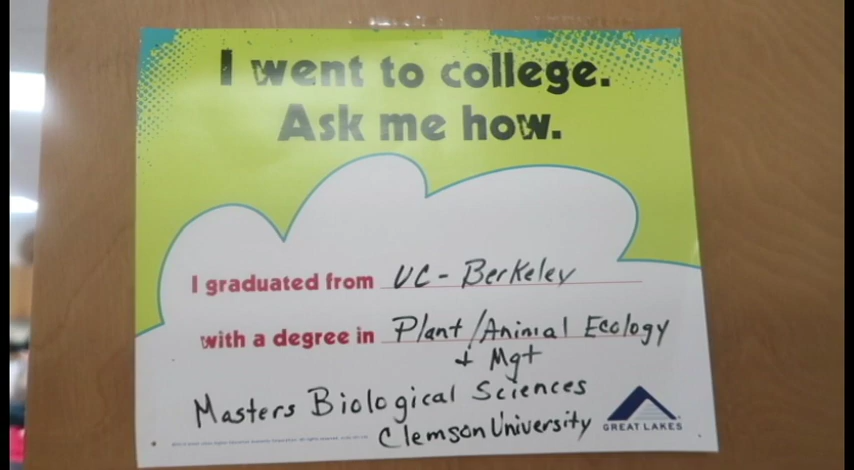 I went to college.
Ask me how.
I graduated from UC - Berkeley
with a degree in Plant/Animal Ecology
+ Mgt
Masters Biological Sciences
Clemson University
GREAT LAKES